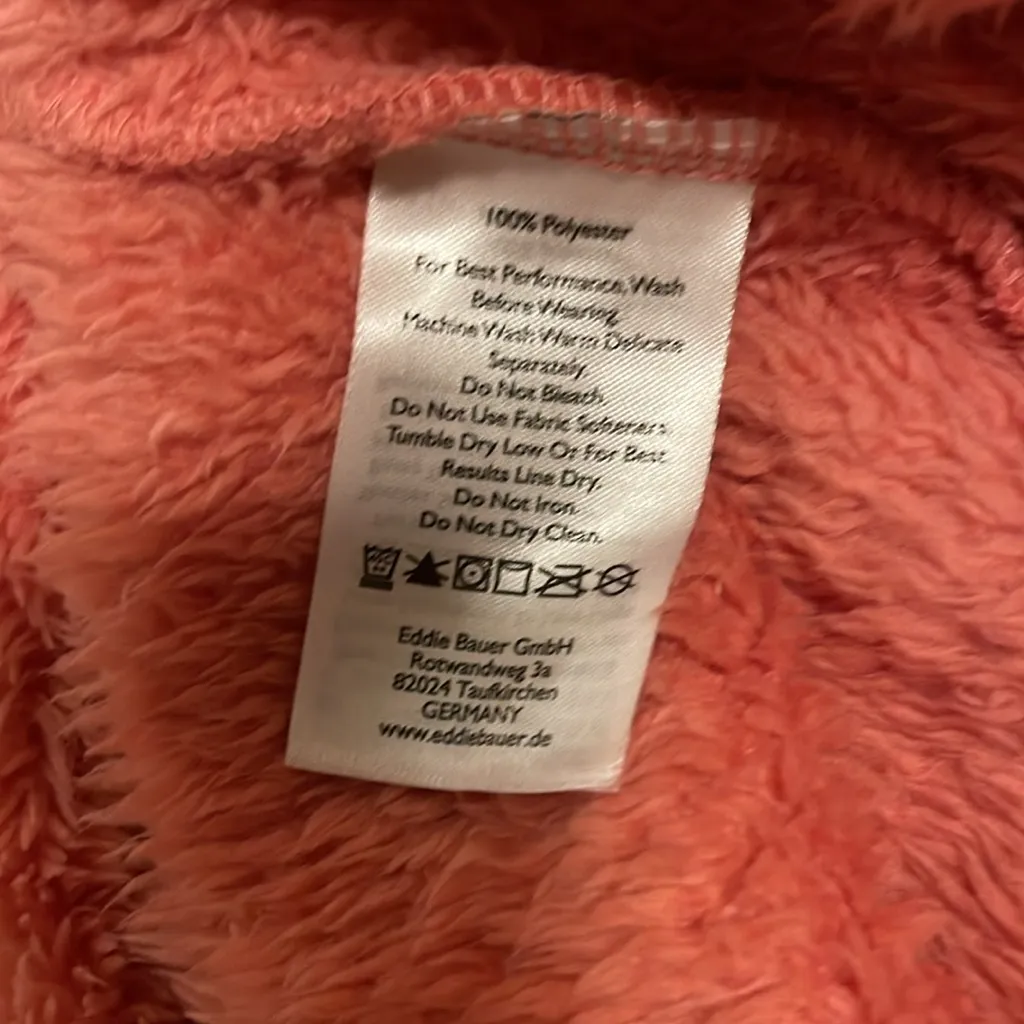 100% Polyester
For Best Performance, Wash
Before Wearing.
Machine Wash Warm Delicate
Separately.
Do Not Bleach.
Do Not Use Fabric Softeners.
Tumble Dry Low Or For Best
Results Line Dry.
Do Not Iron.
Do Not Dry Clean.
Eddie Bauer GmbH
Rotwandweg 3a
82024 Taufkirchen
GERMANY
www.eddiebauer.de